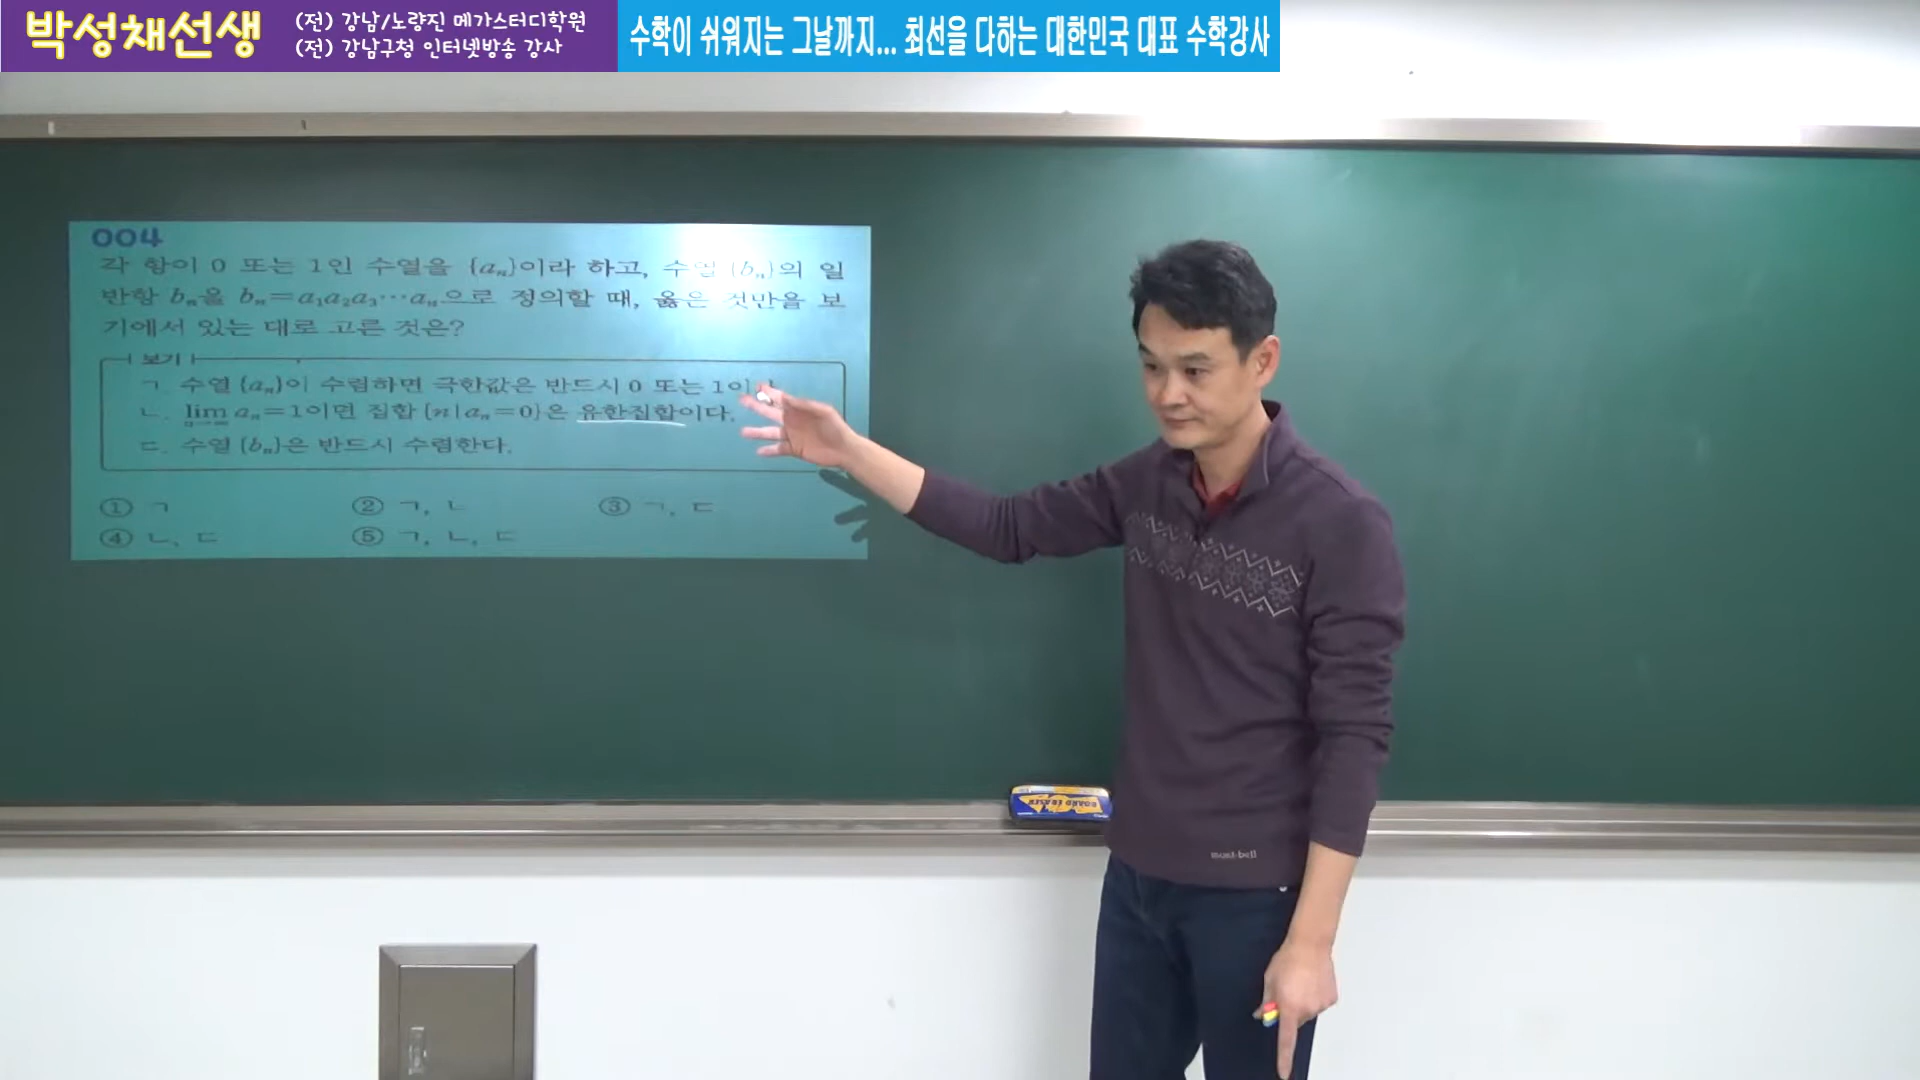 박성채선생
(전) 강남/노량진 메가스터디학원
(전) 강남구청 인터넷방송 강사
수학이 쉬워지는 그날까지... 최선을 다하는 대한민국 대표 수학강사
004
각 항이 0 또는 1인 수열을 {aₙ}이라 하고, 수열 {bₙ}의 일
반항 bₙ을 bₙ=a₁a₂a₃⋯aₙ으로 정의할 때, 옳은 것만을 보
기에서 있는 대로 고른 것은?
보기
ㄱ. 수열 {aₙ}이 수렴하면 극한값은 반드시 0 또는 1이다.
ㄴ. lim n→∞ aₙ=1이면 집합 {n|aₙ=0}은 유한집합이다.
ㄷ. 수열 {bₙ}은 반드시 수렴한다.
① ㄱ ② ㄱ, ㄴ ③ ㄱ, ㄷ
④ ㄴ, ㄷ ⑤ ㄱ, ㄴ, ㄷ
BOARD ERASER
mont-bell